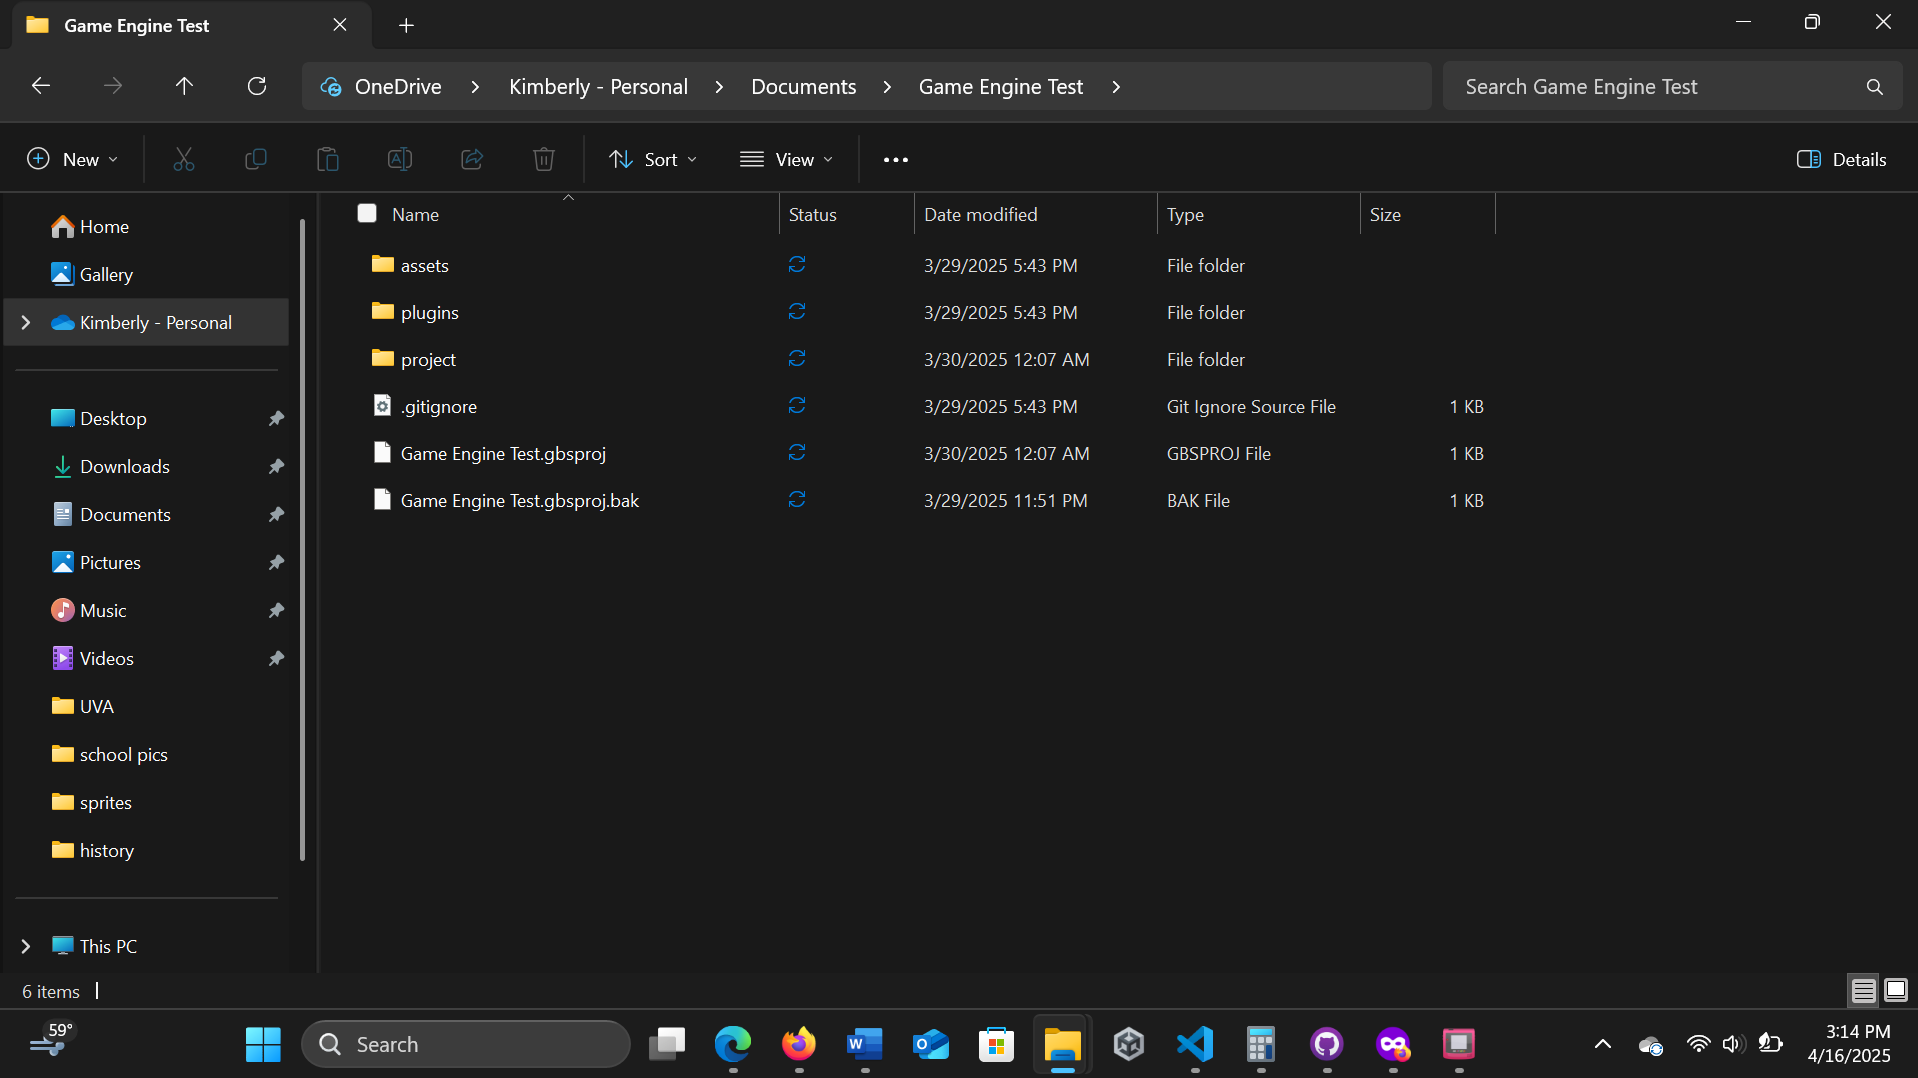 Game Engine Test
OneDrive > Kimberly - Personal > Documents > Game Engine Test >
Search Game Engine Test
New
Sort
View
Details
Home
Gallery
Kimberly - Personal
Desktop
Downloads
Documents
Pictures
Music
Videos
UVA
school pics
sprites
history
This PC
Name Status Date modified Type Size
assets 3/29/2025 5:43 PM File folder
plugins 3/29/2025 5:43 PM File folder
project 3/30/2025 12:07 AM File folder
.gitignore 3/29/2025 5:43 PM Git Ignore Source File 1 KB
Game Engine Test.gbsproj 3/30/2025 12:07 AM GBSPROJ File 1 KB
Game Engine Test.gbsproj.bak 3/29/2025 11:51 PM BAK File 1 KB
6 items
59°
Search
3:14 PM
4/16/2025